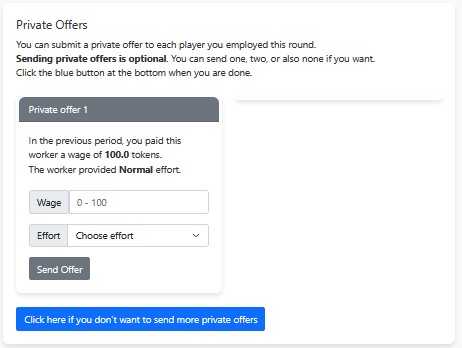 Private Offers
You can submit a private offer to each player you employed this round.
Sending private offers is optional. You can send one, two, or also none if you want.
Click the blue button at the bottom when you are done.
Private offer 1
In the previous period, you paid this
worker a wage of 100.0 tokens.
The worker provided Normal effort.
Wage 0 - 100
Effort Choose effort
Send Offer
Click here if you don't want to send more private offers